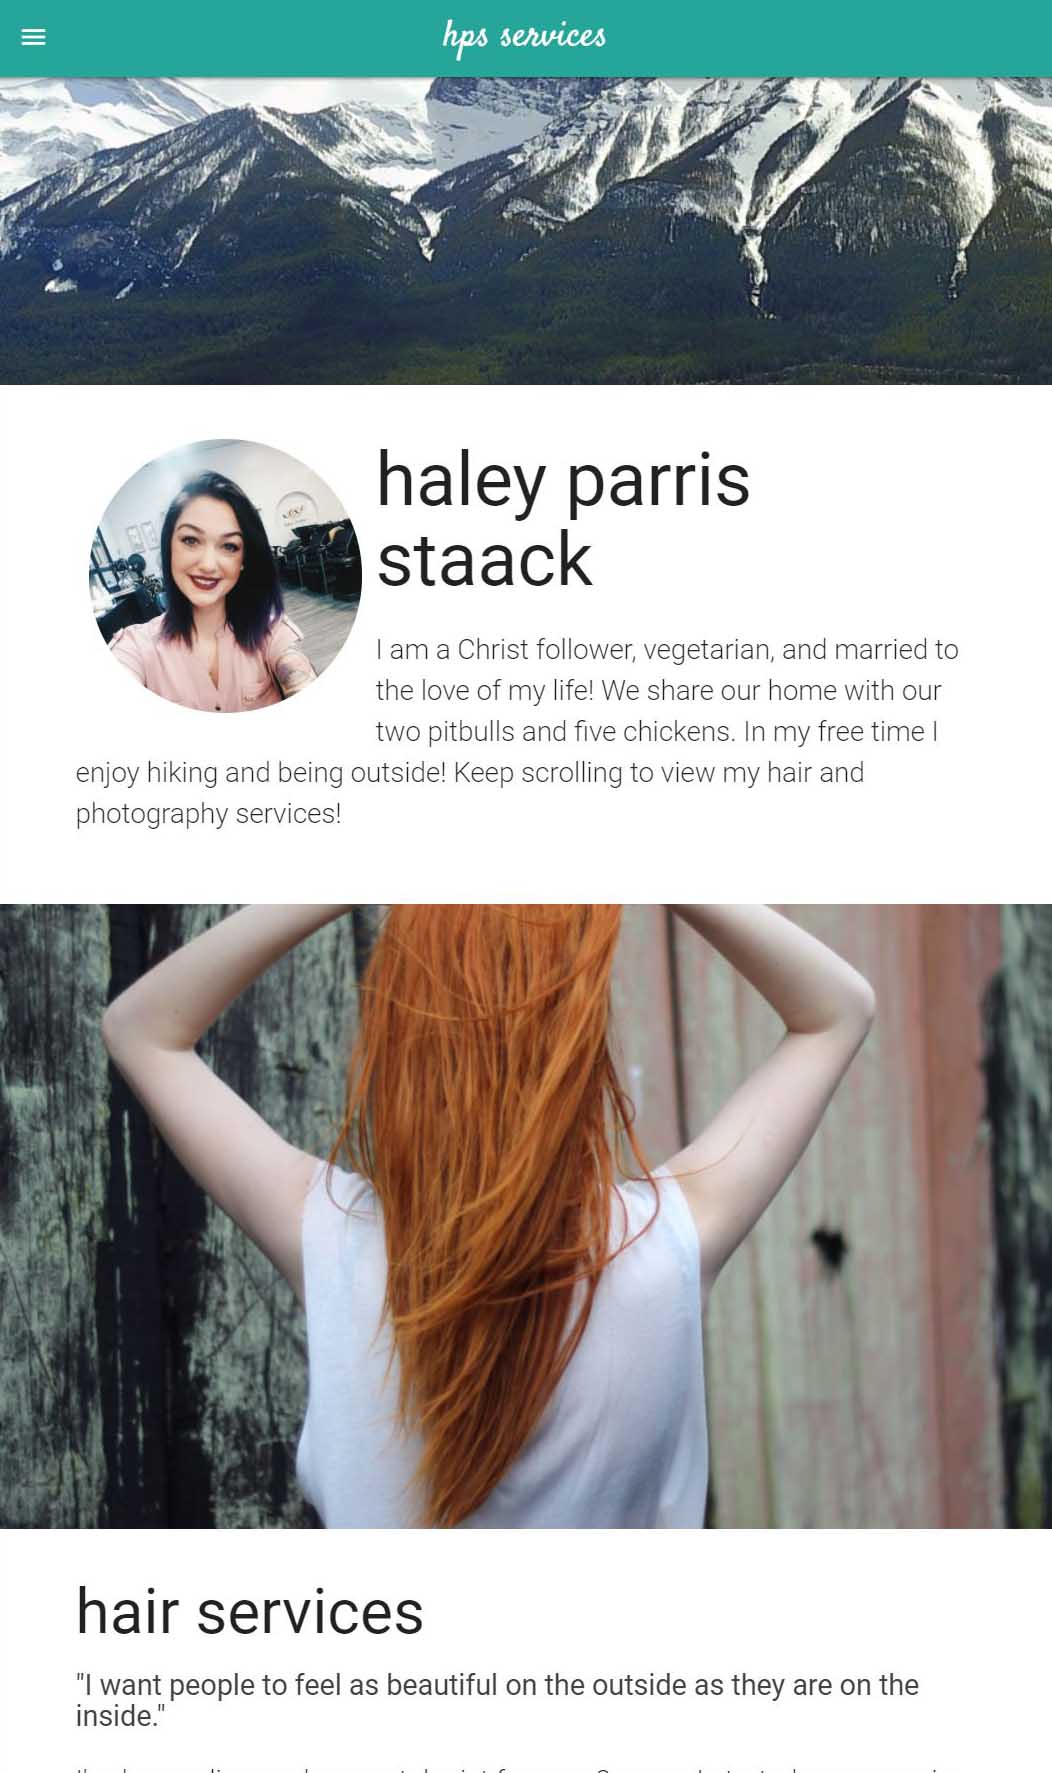 hps services
haley parris
staack
I am a Christ follower, vegetarian, and married to
the love of my life! We share our home with our
two pitbulls and five chickens. In my free time I
enjoy hiking and being outside! Keep scrolling to view my hair and
photography services!
hair services
"I want people to feel as beautiful on the outside as they are on the
inside."